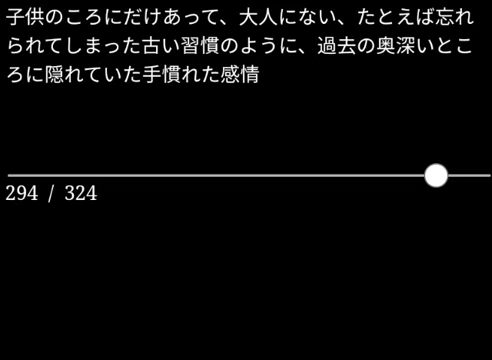 子供のころにだけあって、大人にない、たとえば忘れ
られてしまった古い習慣のように、過去の奥深いとこ
ろに隠れていた手慣れた感情
294 / 324